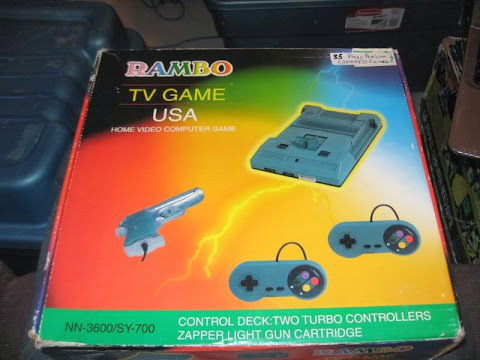 RAMBO
TV GAME
USA
HOME VIDEO COMPUTER GAME
35
NN-3600/SY-700
CONTROL DECK:TWO TURBO CONTROLLERS
ZAPPER LIGHT GUN CARTRIDGE